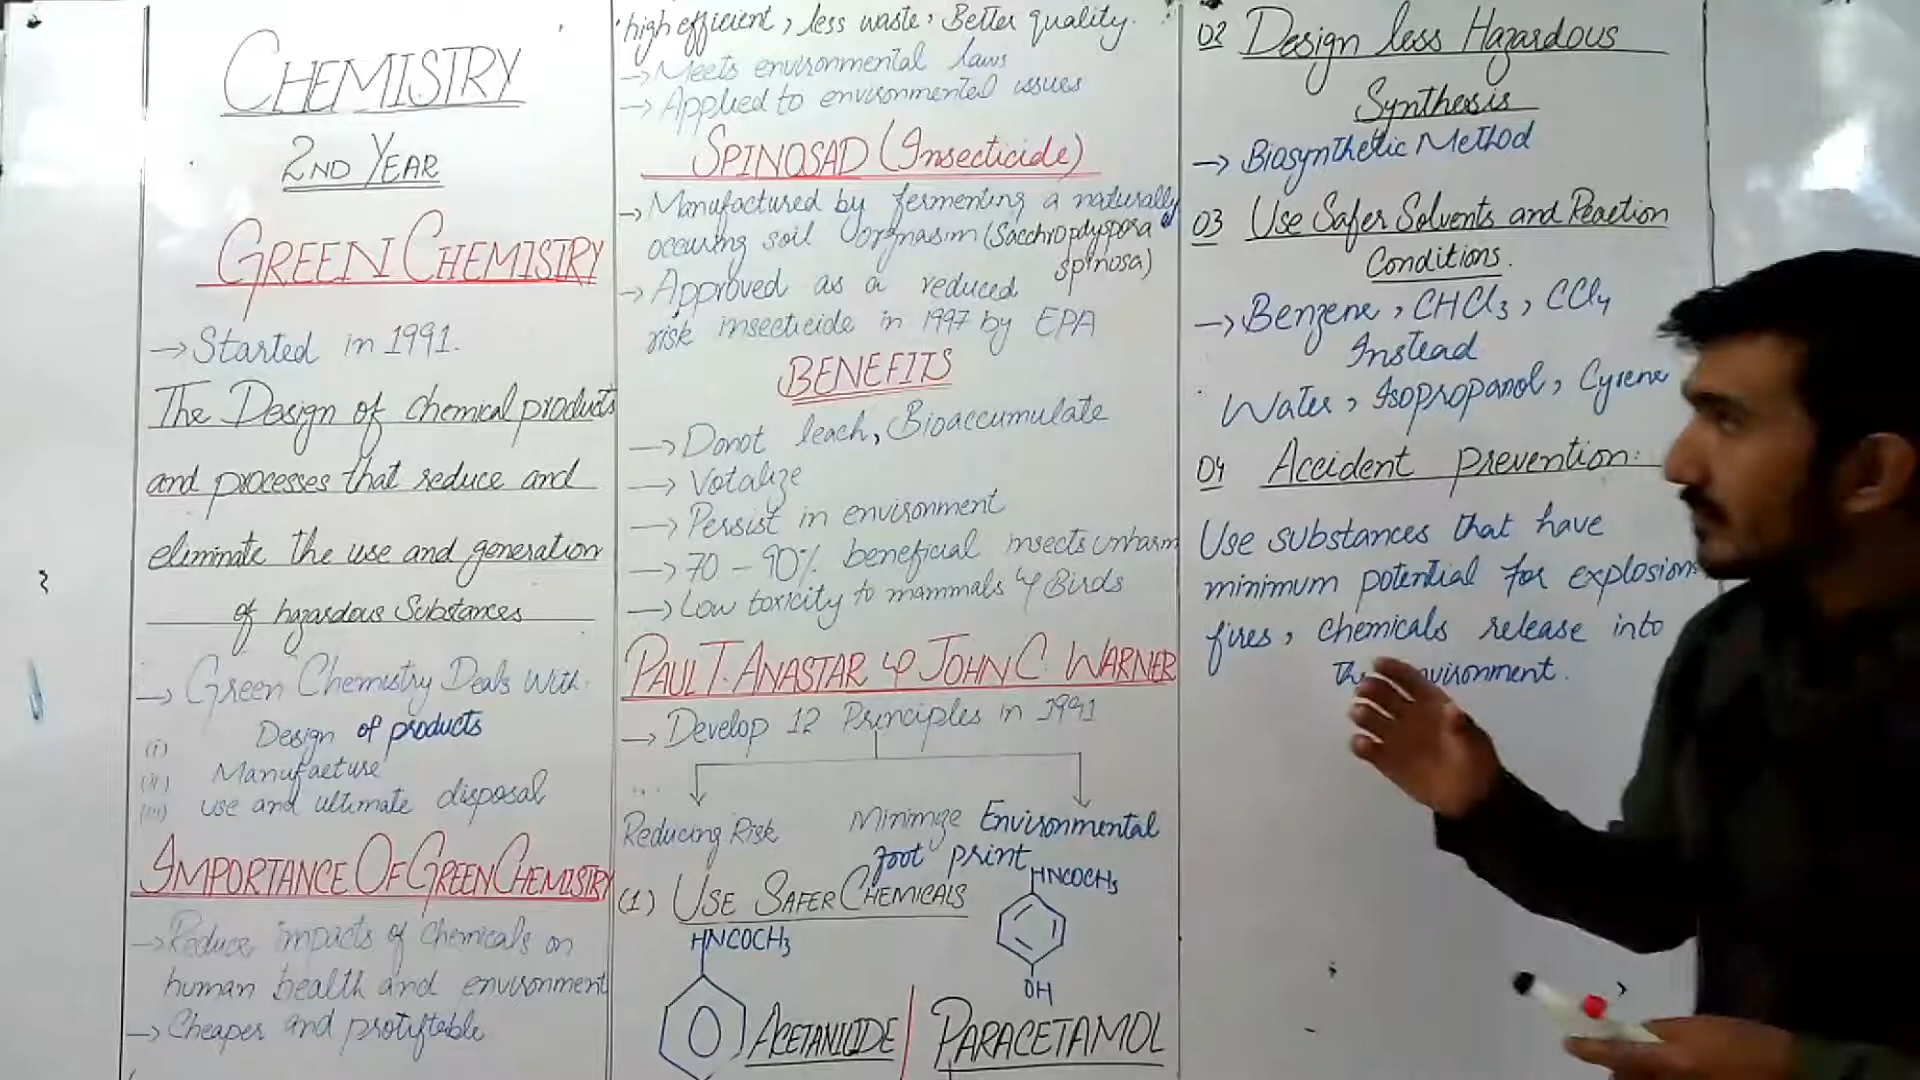 CHEMISTRY
2ND YEAR
GREEN CHEMISTRY
→ Started in 1991.
The Design of chemical products
and processes that reduce and
eliminate the use and generation
of hazardous Substances
→ Green Chemistry Deals With.
(i) Design of products
(ii) Manufacture
(iii) use and ultimate disposal
IMPORTANCE OF GREEN CHEMISTRY
→ Reduce impacts of chemicals on
human health and environment
→ Cheaper and protiftable
high efficient, less waste, Better quality.
→ Meets environmental laws
→ Applied to environmental issues
SPINOSAD (Insecticide)
→ Manufactured by fermenting a naturally
occuring soil orgnasim (Sacchropdyspora
spinosa)
→ Approved as a reduced
risk insecticide in 1997 by EPA
BENEFITS
→ Donot leach, Bioaccumulate
→ Votalize
→ Persist in environment
→ 70 - 90% beneficial insects unharm
→ Low toxicity to mammals & Birds
PAUL T. ANASTAR & JOHN C. WARNER
→ Develop 12 Principles in 1991
Reducing Risk
Minimize Environmental
foot print
(1) USE SAFER CHEMICALS
HNCOCH3
HNCOCH3
OH
ACETANILIDE / PARACETAMOL
02 Design less Hazardous
Synthesis
→ Biosynthetic Method
03 Use Safer Solvents and Reaction
Conditions.
→ Benzene, CHCl3, CCl4
Instead
Water, Isopropanol, Cyrene
04 Accident prevention:
Use substances that have
minimum potential for explosion
fires, chemicals release into
the environment.